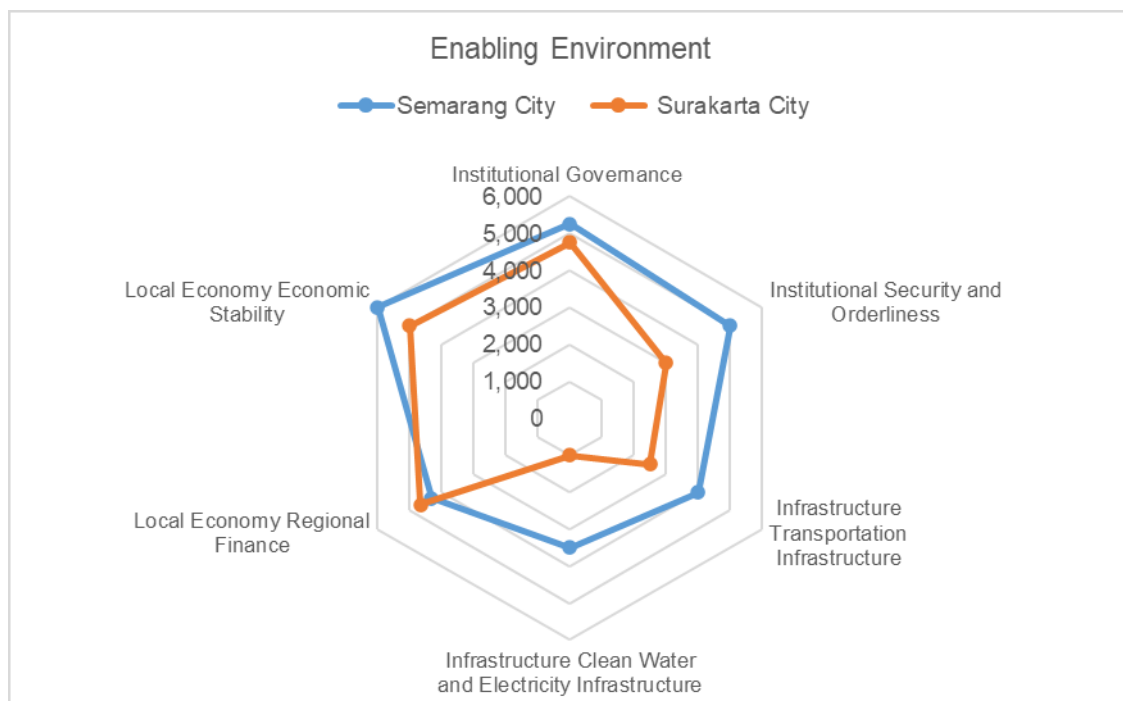 Enabling Environment
Semarang City
Surakarta City
Institutional Governance
6,000
5,000
4,000
3,000
2,000
1,000
0
Local Economy Economic
Stability
Institutional Security and
Orderliness
Local Economy Regional
Finance
Infrastructure
Transportation
Infrastructure
Infrastructure Clean Water
and Electricity Infrastructure